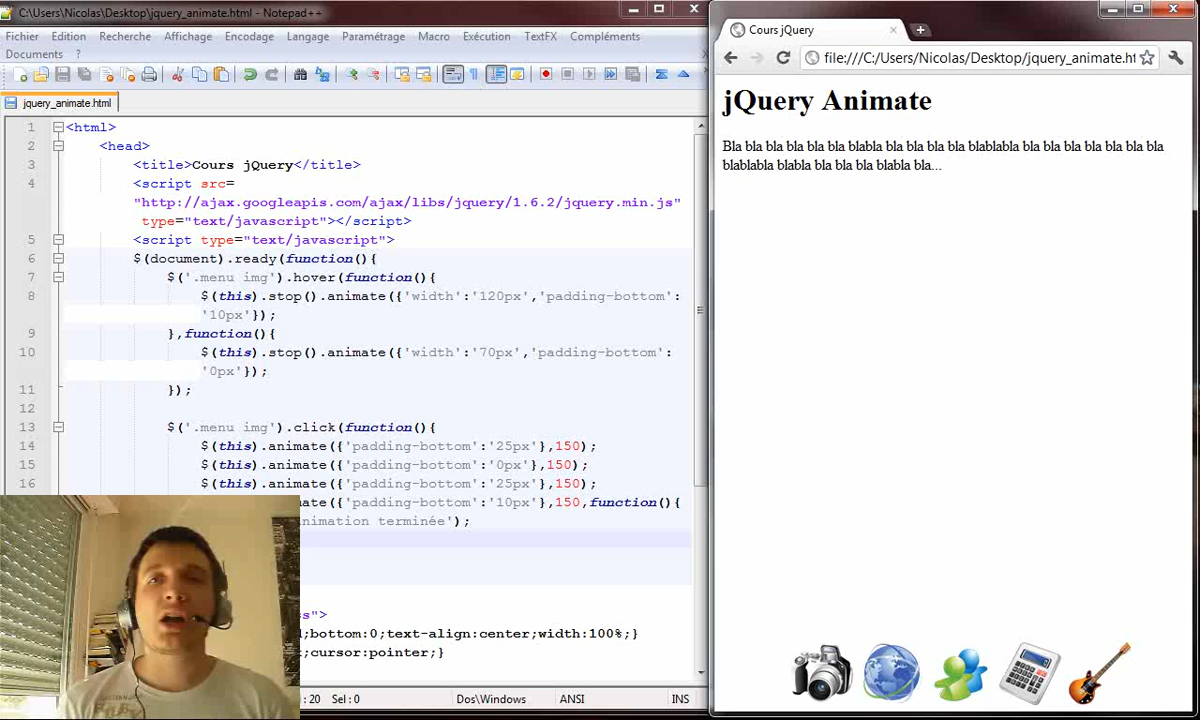 C:\Users\Nicolas\Desktop\jquery_animate.html - Notepad++
Fichier Edition Recherche Affichage Encodage Langage Paramétrage Macro Exécution TextFX Compléments
Documents ?
jquery_animate.html
1 <html>
2 <head>
3 <title>Cours jQuery</title>
4 <script src=
"http://ajax.googleapis.com/ajax/libs/jquery/1.6.2/jquery.min.js"
type="text/javascript"></script>
5 <script type="text/javascript">
6 $(document).ready(function(){
7 $('.menu img').hover(function(){
8 $(this).stop().animate({'width':'120px','padding-bottom':
'10px'});
9 },function(){
10 $(this).stop().animate({'width':'70px','padding-bottom':
'0px'});
11 });
12
13 $('.menu img').click(function(){
14 $(this).animate({'padding-bottom':'25px'},150);
15 $(this).animate({'padding-bottom':'0px'},150);
16 $(this).animate({'padding-bottom':'25px'},150);
mate({'padding-bottom':'10px'},150,function(){
nimation terminée');
s">
;bottom:0;text-align:center;width:100%;}
;cursor:pointer;}
: 20 Sel : 0 Dos\Windows ANSI INS
Cours jQuery
file:///C:/Users/Nicolas/Desktop/jquery_animate.ht
jQuery Animate
Bla bla bla bla bla bla blabla bla bla bla bla blablabla bla bla bla bla bla bla bla
blablabla blabla bla bla bla blabla bla...